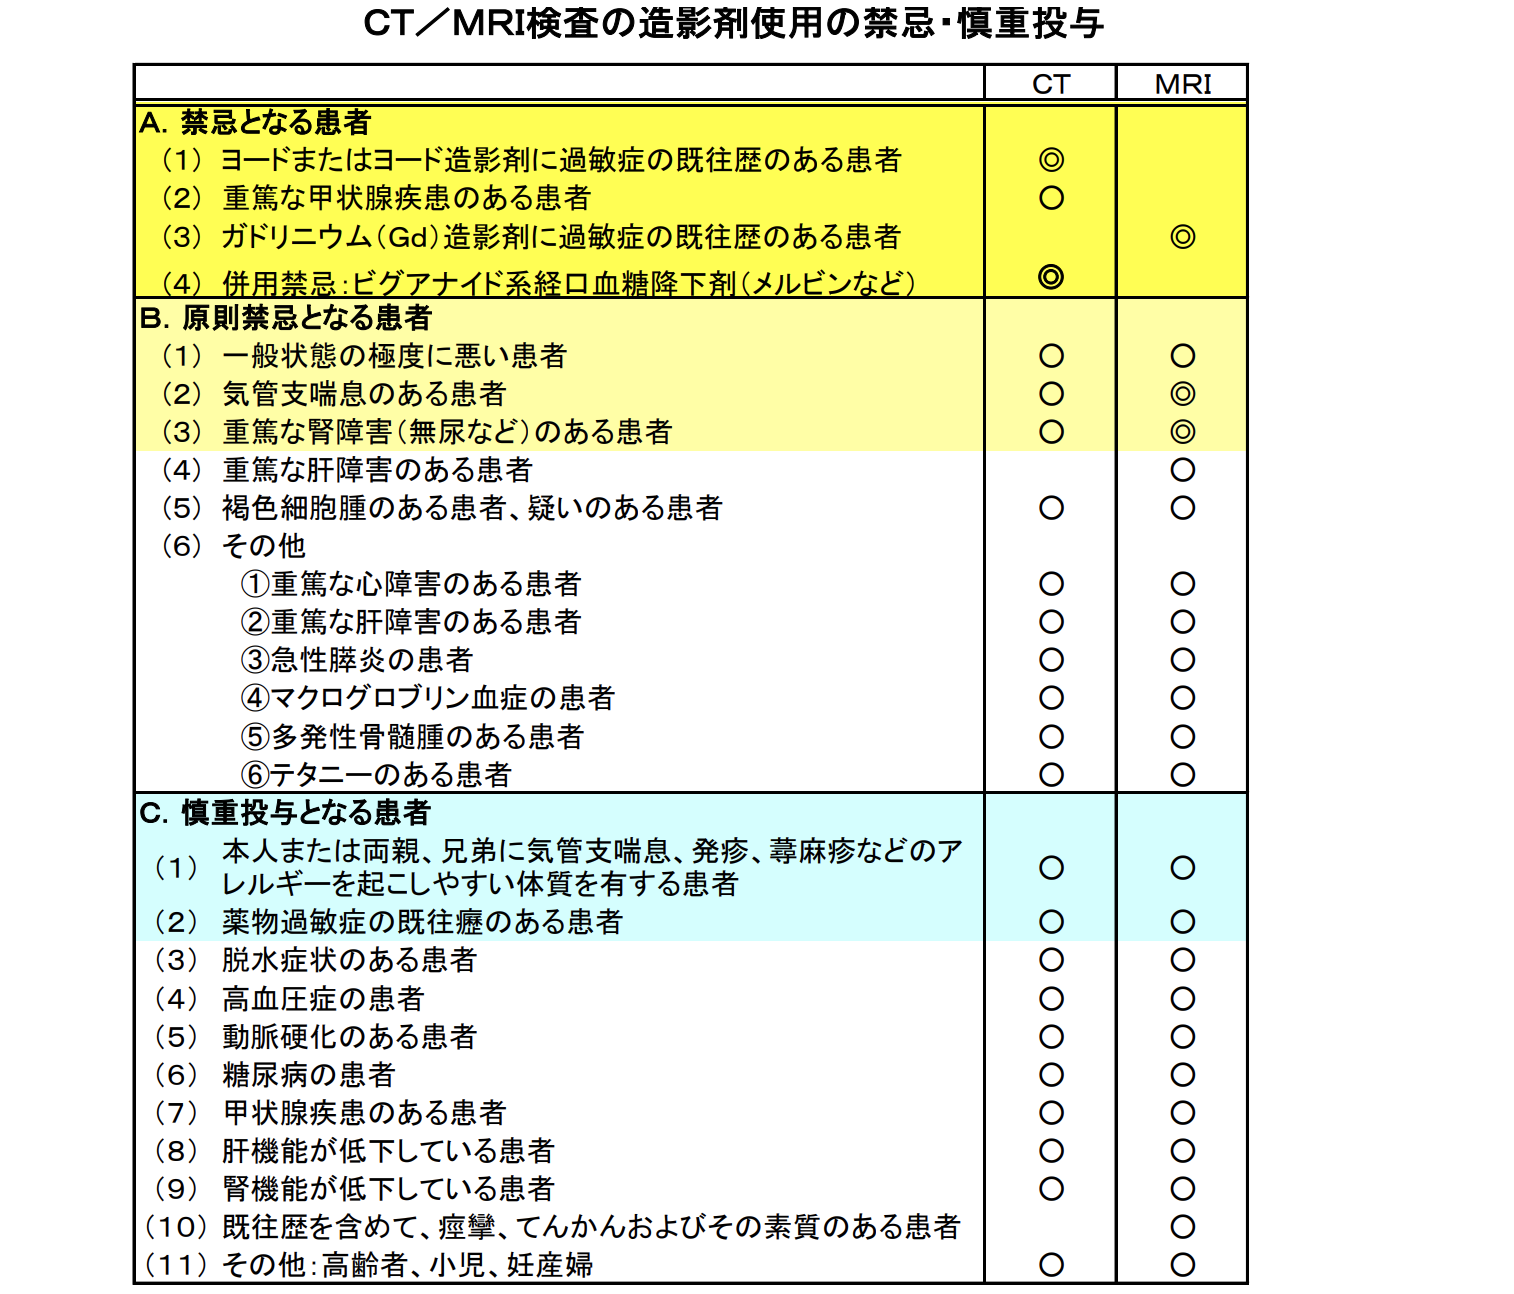 CT／MRI検査の造影剤使用の禁忌・慎重投与
CT MRI
A. 禁忌となる患者
（1） ヨードまたはヨード造影剤に過敏症の既往歴のある患者 ◎
（2） 重篤な甲状腺疾患のある患者 ○
（3） ガドリニウム（Gd）造影剤に過敏症の既往歴のある患者 ◎
（4） 併用禁忌：ビグアナイド系経口血糖降下剤（メルビンなど） ◎
B. 原則禁忌となる患者
（1） 一般状態の極度に悪い患者 ○ ○
（2） 気管支喘息のある患者 ○ ◎
（3） 重篤な腎障害（無尿など）のある患者 ○ ◎
（4） 重篤な肝障害のある患者 ○
（5） 褐色細胞腫のある患者、疑いのある患者 ○ ○
（6） その他
①重篤な心障害のある患者 ○ ○
②重篤な肝障害のある患者 ○ ○
③急性膵炎の患者 ○ ○
④マクログロブリン血症の患者 ○ ○
⑤多発性骨髄腫のある患者 ○ ○
⑥テタニーのある患者 ○ ○
C. 慎重投与となる患者
（1） 本人または両親、兄弟に気管支喘息、発疹、蕁麻疹などのア
レルギーを起こしやすい体質を有する患者 ○ ○
（2） 薬物過敏症の既往癧のある患者 ○ ○
（3） 脱水症状のある患者 ○ ○
（4） 高血圧症の患者 ○ ○
（5） 動脈硬化のある患者 ○ ○
（6） 糖尿病の患者 ○ ○
（7） 甲状腺疾患のある患者 ○ ○
（8） 肝機能が低下している患者 ○ ○
（9） 腎機能が低下している患者 ○ ○
（10） 既往歴を含めて、痙攣、てんかんおよびその素質のある患者 ○
（11） その他：高齢者、小児、妊産婦 ○ ○